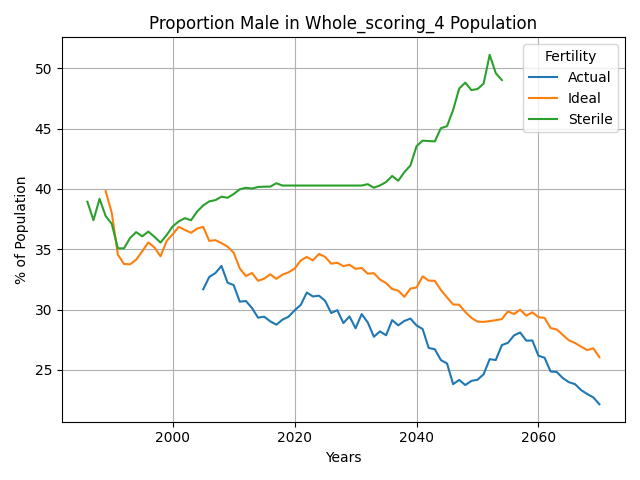 Proportion Male in Whole_scoring_4 Population
% of Population
50
45
40
35
30
25
2000
2020
2040
2060
Years
Fertility
Actual
Ideal
Sterile